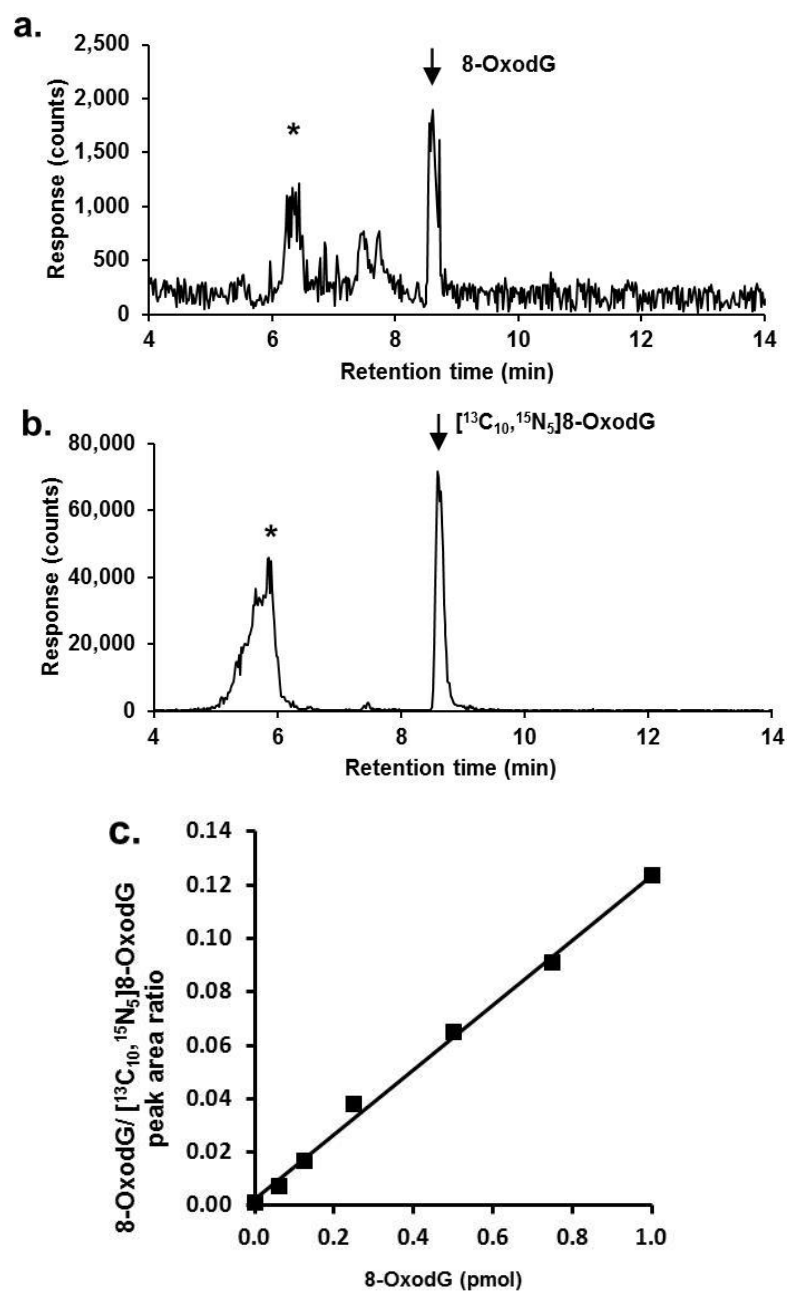 a.
2,500
2,000
1,500
1,000
500
0
Response (counts)
*
8-OxodG
4 6 8 10 12 14
Retention time (min)
b.
80,000
60,000
40,000
20,000
0
Response (counts)
*
[¹³C₁₀,¹⁵N₅]8-OxodG
4 6 8 10 12 14
Retention time (min)
c.
0.14
0.12
0.10
0.08
0.06
0.04
0.02
0.00
8-OxodG/ [¹³C₁₀,¹⁵N₅]8-OxodG
peak area ratio
0.0 0.2 0.4 0.6 0.8 1.0
8-OxodG (pmol)